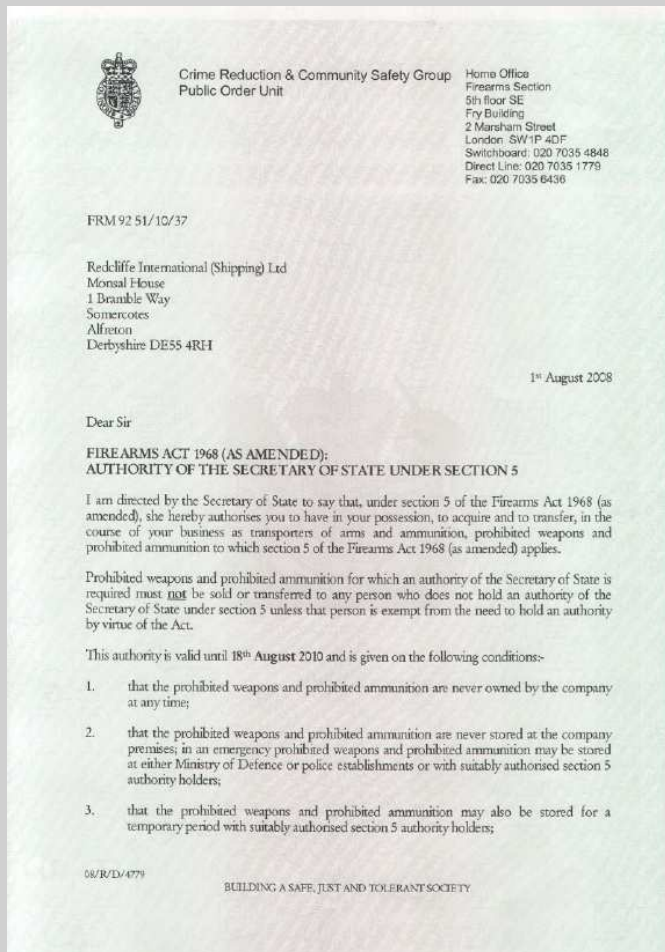 Crime Reduction & Community Safety Group
Public Order Unit
Home Office
Firearms Section
5th floor SE
Fry Building
2 Marsham Street
London SW1P 4DF
Switchboard: 020 7035 4848
Direct Line: 020 7035 1779
Fax: 020 7035 6436
FRM 92 51/10/37
Redcliffe International (Shipping) Ltd
Monsal House
1 Bramble Way
Somercotes
Alfreton
Derbyshire DE55 4RH
1st August 2008
Dear Sir
FIREARMS ACT 1968 (AS AMENDED):
AUTHORITY OF THE SECRETARY OF STATE UNDER SECTION 5
I am directed by the Secretary of State to say that, under section 5 of the Firearms Act 1968 (as
amended), she hereby authorises you to have in your possession, to acquire and to transfer, in the
course of your business as transporters of arms and ammunition, prohibited weapons and
prohibited ammunition to which section 5 of the Firearms Act 1968 (as amended) applies.
Prohibited weapons and prohibited ammunition for which an authority of the Secretary of State is
required must not be sold or transferred to any person who does not hold an authority of the
Secretary of State under section 5 unless that person is exempt from the need to hold an authority
by virtue of the Act.
This authority is valid until 18th August 2010 and is given on the following conditions:-
1. that the prohibited weapons and prohibited ammunition are never owned by the company
at any time;
2. that the prohibited weapons and prohibited ammunition are never stored at the company
premises; in an emergency prohibited weapons and prohibited ammunition may be stored
at either Ministry of Defence or police establishments or with suitably authorised section 5
authority holders;
3. that the prohibited weapons and prohibited ammunition may also be stored for a
temporary period with suitably authorised section 5 authority holders;
08/R/D/4779
BUILDING A SAFE, JUST AND TOLERANT SOCIETY